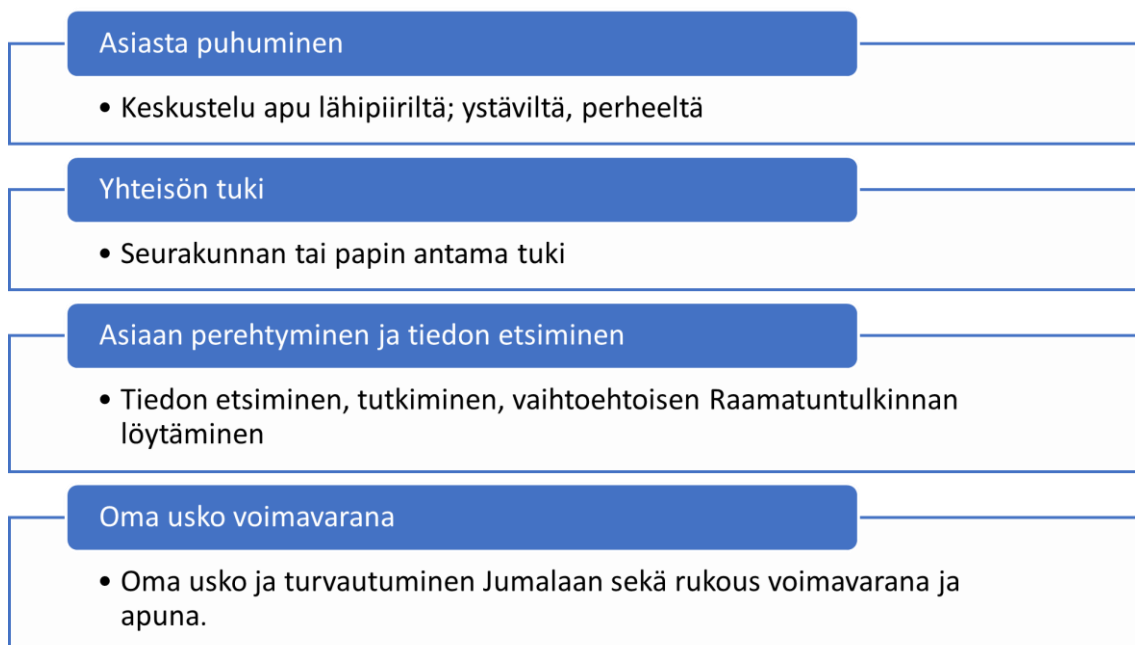 Asiasta puhuminen
• Keskustelu apu lähipiiriltä; ystäviltä, perheeltä
Yhteisön tuki
• Seurakunnan tai papin antama tuki
Asiaan perehtyminen ja tiedon etsiminen
• Tiedon etsiminen, tutkiminen, vaihtoehtoisen Raamatuntulkinnan
löytäminen
Oma usko voimavarana
• Oma usko ja turvautuminen Jumalaan sekä rukous voimavarana ja
apuna.